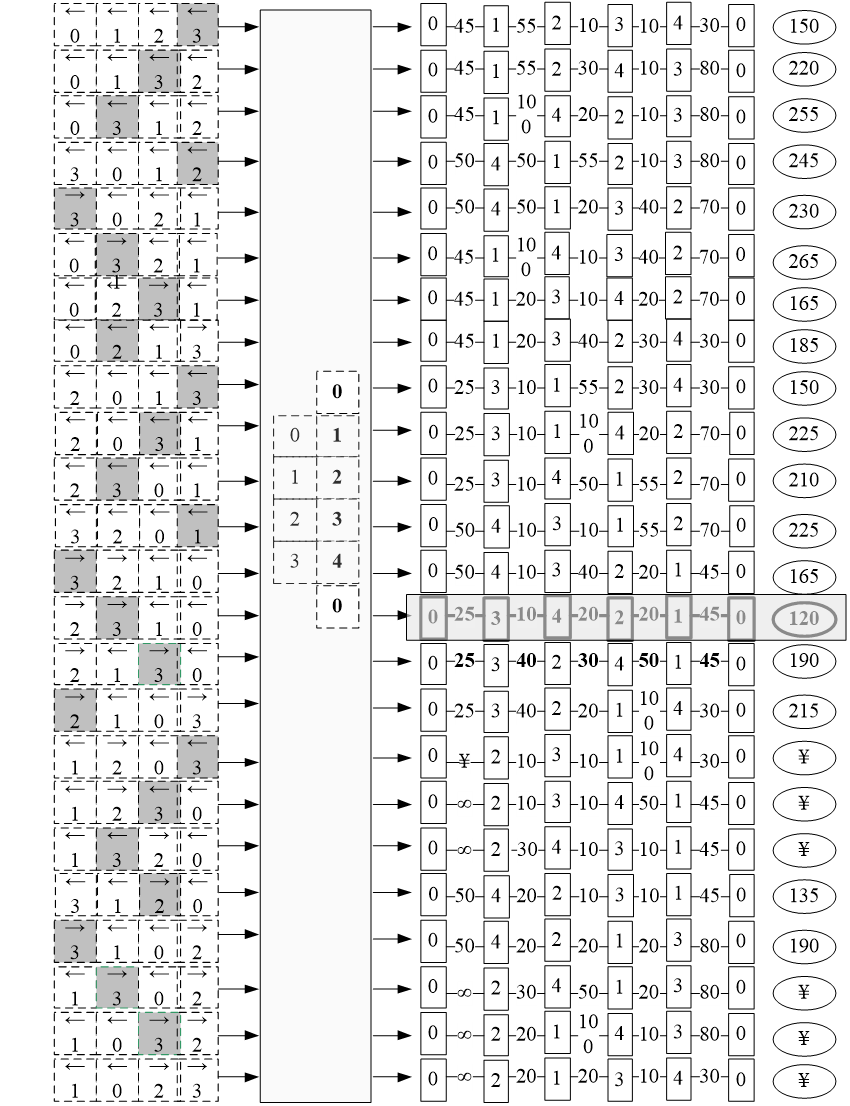 0 1 2 3 0 45 1 55 2 10 3 10 4 30 0 150
0 1 3 2 0 45 1 55 2 30 4 10 3 80 0 220
0 3 1 2 0 45 1 100 4 20 2 10 3 80 0 255
3 0 1 2 0 50 4 50 1 55 2 10 3 80 0 245
3 0 2 1 0 50 4 50 1 20 3 40 2 70 0 230
0 3 2 1 0 45 1 100 4 10 3 40 2 70 0 265
0 2 3 1 0 45 1 20 3 10 4 20 2 70 0 165
0 2 1 3 0 45 1 20 3 40 2 30 4 30 0 185
2 0 1 3 0 0 25 3 10 1 55 2 30 4 30 0 150
2 0 3 1 0 1 0 25 3 10 1 100 4 20 2 70 0 225
2 3 0 1 1 2 0 25 3 10 4 50 1 55 2 70 0 210
3 2 0 1 2 3 0 50 4 10 3 10 1 55 2 70 0 225
3 2 1 0 3 4 0 50 4 10 3 40 2 20 1 45 0 165
2 3 1 0 0 0 25 3 10 4 20 2 20 1 45 0 120
2 1 3 0 0 25 3 40 2 30 4 50 1 45 0 190
2 1 0 3 0 25 3 40 2 20 1 100 4 30 0 215
1 2 0 3 0 ¥ 2 10 3 10 1 100 4 30 0 ¥
1 2 3 0 0 ∞ 2 10 3 10 4 50 1 45 0 ¥
1 3 2 0 0 ∞ 2 30 4 10 3 10 1 45 0 ¥
3 1 2 0 0 50 4 20 2 10 3 10 1 45 0 135
3 1 0 2 0 50 4 20 2 20 1 20 3 80 0 190
1 3 0 2 0 ∞ 2 30 4 50 1 20 3 80 0 ¥
1 0 3 2 0 ∞ 2 20 1 100 4 10 3 80 0 ¥
1 0 2 3 0 ∞ 2 20 1 20 3 10 4 30 0 ¥